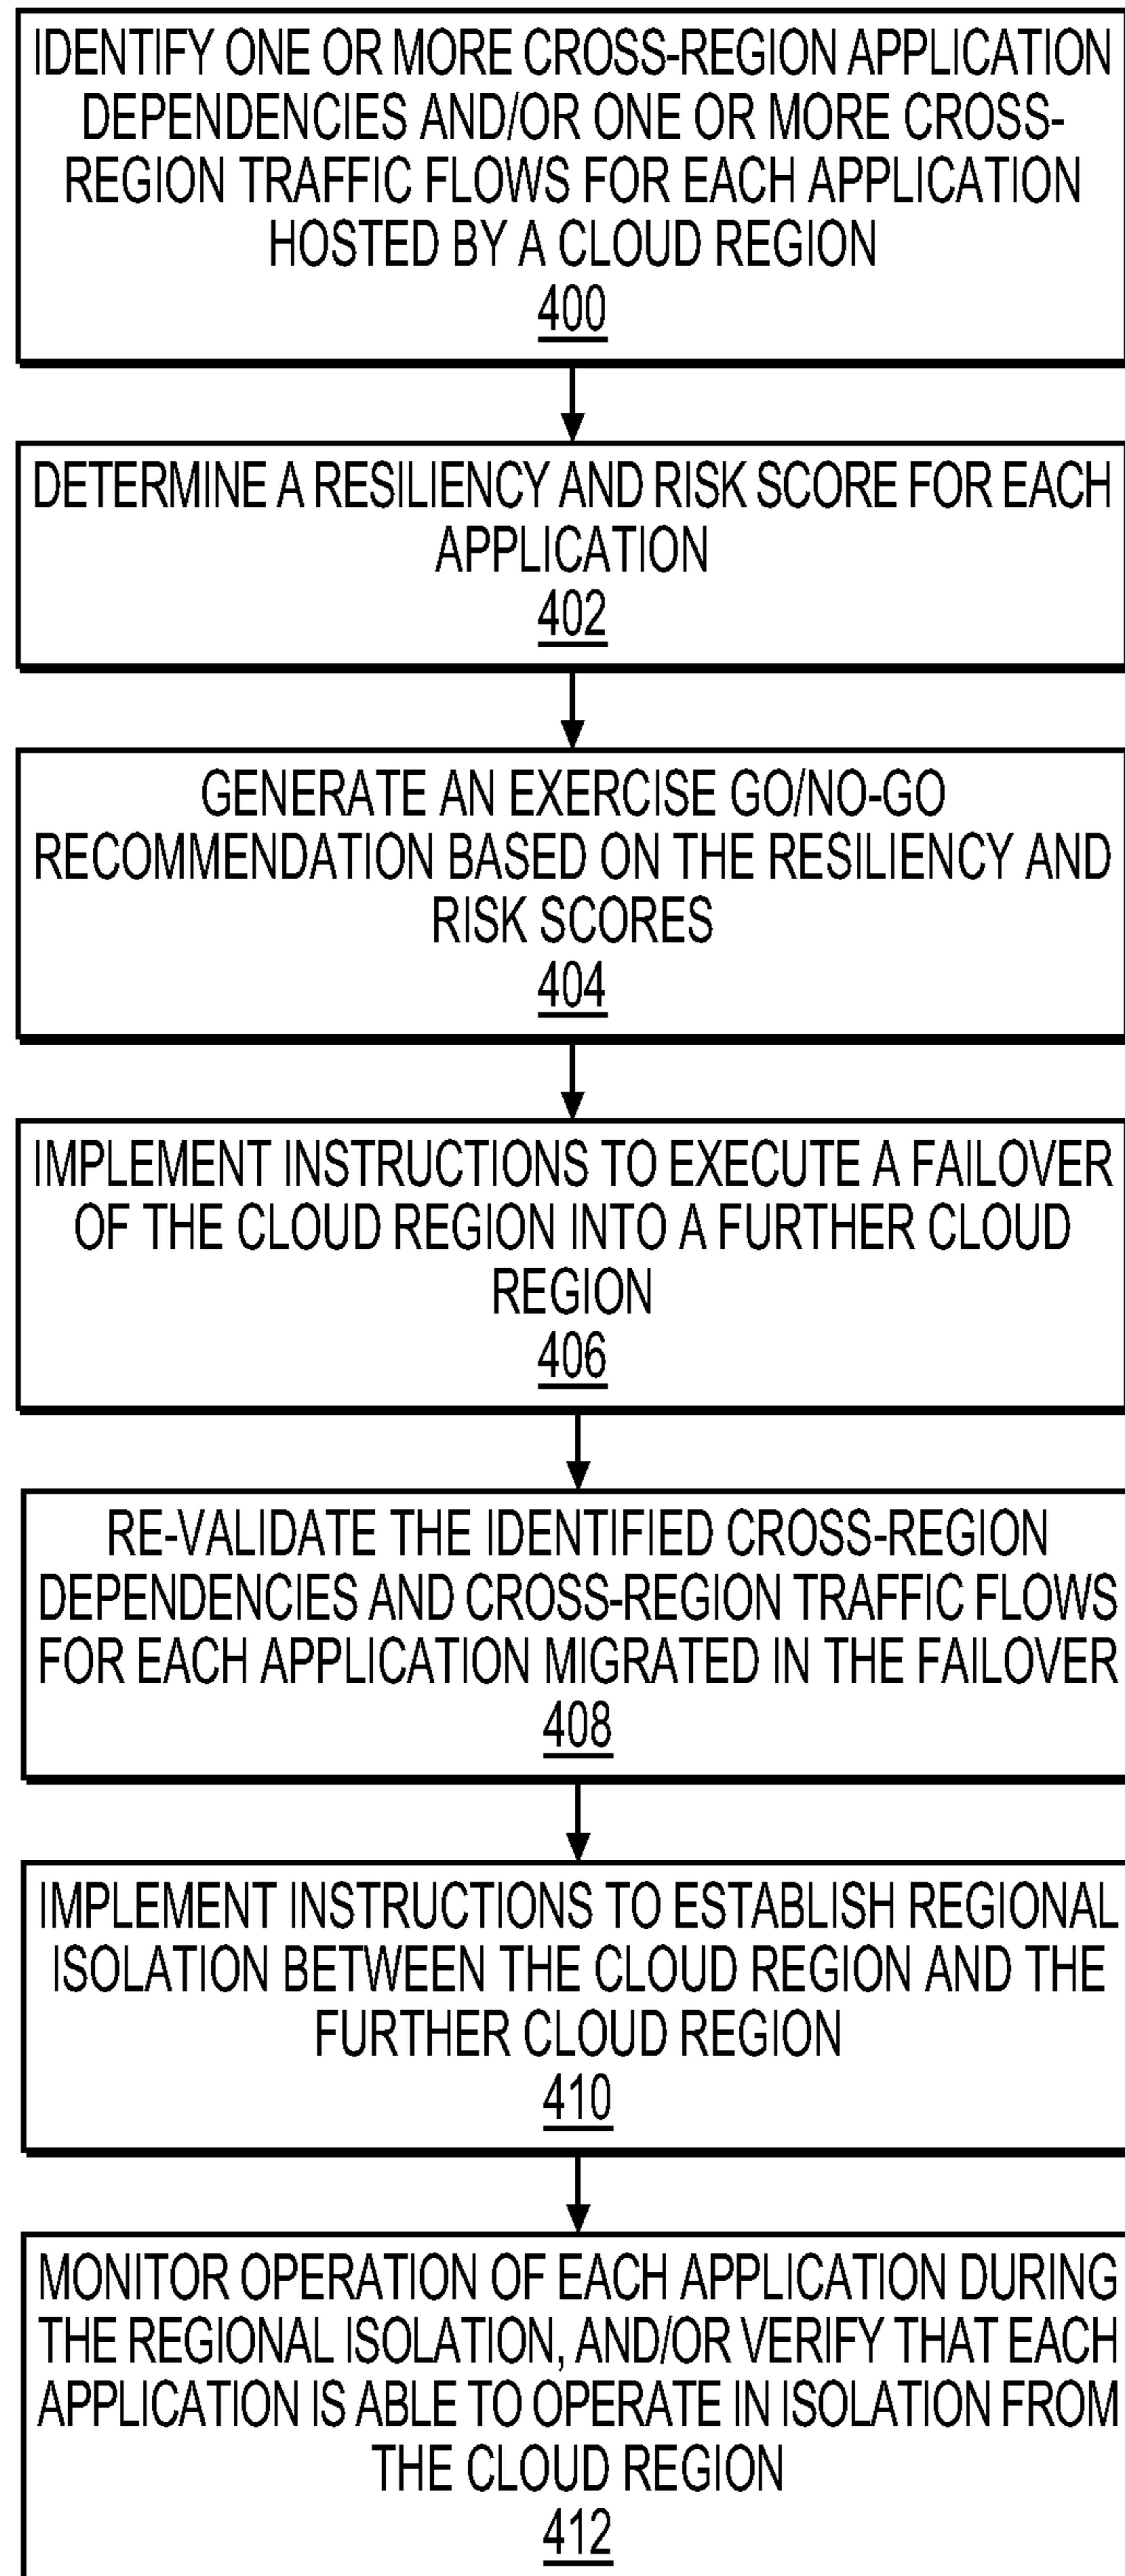 IDENTIFY ONE OR MORE CROSS-REGION APPLICATION
DEPENDENCIES AND/OR ONE OR MORE CROSS-
REGION TRAFFIC FLOWS FOR EACH APPLICATION
HOSTED BY A CLOUD REGION
400
DETERMINE A RESILIENCY AND RISK SCORE FOR EACH
APPLICATION
402
GENERATE AN EXERCISE GO/NO-GO
RECOMMENDATION BASED ON THE RESILIENCY AND
RISK SCORES
404
IMPLEMENT INSTRUCTIONS TO EXECUTE A FAILOVER
OF THE CLOUD REGION INTO A FURTHER CLOUD
REGION
406
RE-VALIDATE THE IDENTIFIED CROSS-REGION
DEPENDENCIES AND CROSS-REGION TRAFFIC FLOWS
FOR EACH APPLICATION MIGRATED IN THE FAILOVER
408
IMPLEMENT INSTRUCTIONS TO ESTABLISH REGIONAL
ISOLATION BETWEEN THE CLOUD REGION AND THE
FURTHER CLOUD REGION
410
MONITOR OPERATION OF EACH APPLICATION DURING
THE REGIONAL ISOLATION, AND/OR VERIFY THAT EACH
APPLICATION IS ABLE TO OPERATE IN ISOLATION FROM
THE CLOUD REGION
412